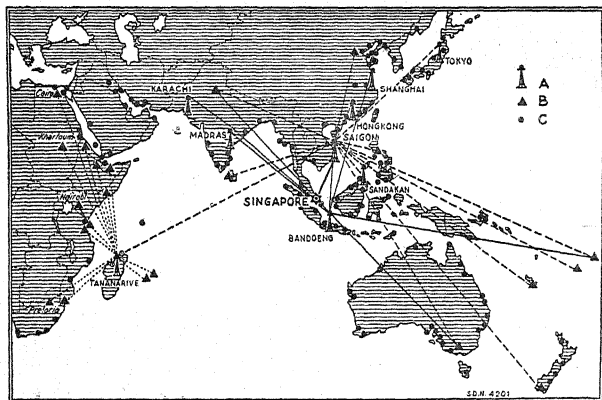 TOKYO
A
KARACHI
SHANGHAI
B
Cairo
C
HONGKONG
Khartoum
MADRAS
SAIGON
SANDAKAN
Nairobi
SINGAPORE
BANDOENG
TANANARIVE
Pretoria
S.D.N. 4201